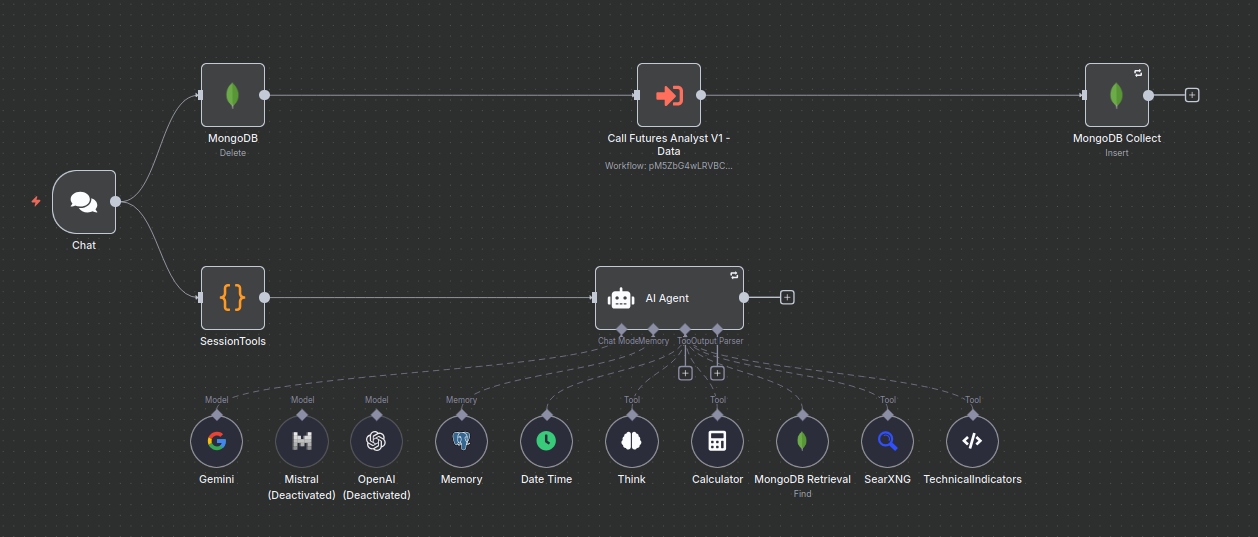 MongoDB
Delete
Call Futures Analyst V1 -
Data
Workflow: pM5ZbG4wLRVBC...
MongoDB Collect
Insert
Chat
SessionTools
AI Agent
Chat Mode Memory Tool Output Parser
Model
Model
Model
Memory
Tool
Tool
Tool
Tool
Gemini
Mistral
(Deactivated)
OpenAI
(Deactivated)
Memory
Date Time
Think
Calculator
MongoDB Retrieval
Find
SearXNG
TechnicalIndicators